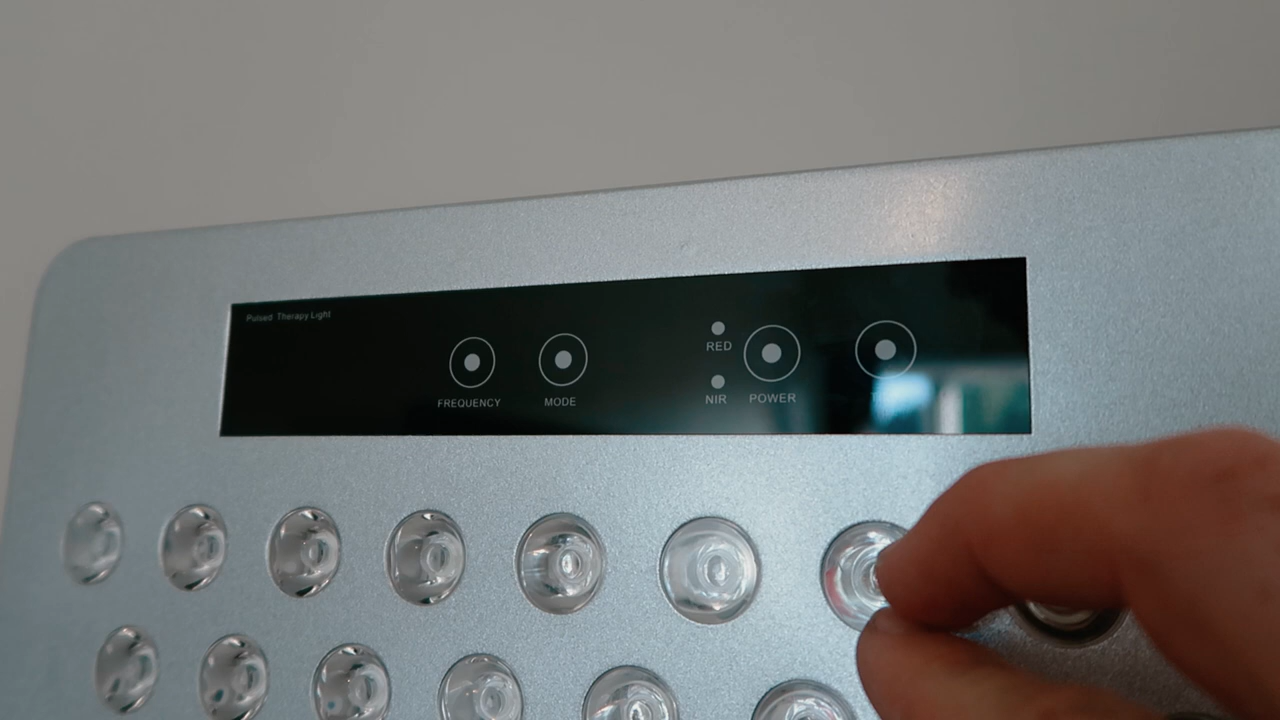 Pulsed Therapy Light
RED
FREQUENCY
MODE
NIR
POWER